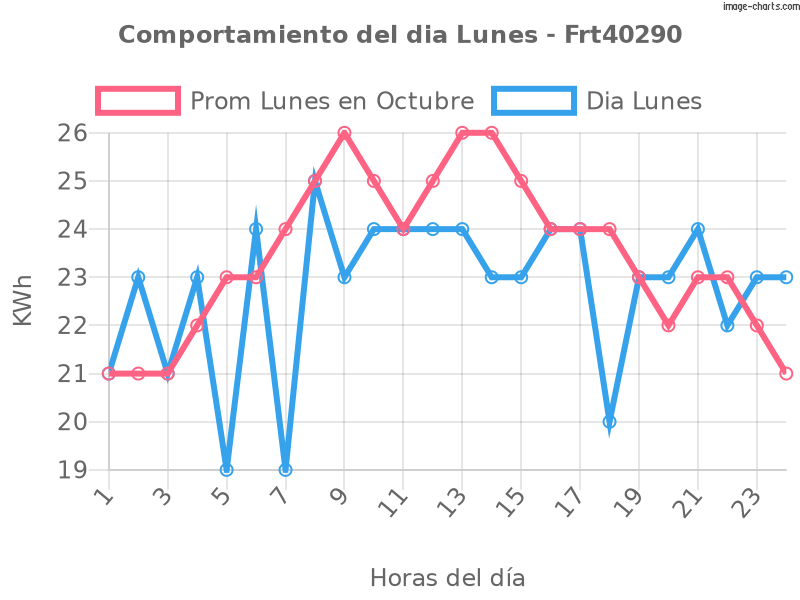 image-charts.com
Comportamiento del dia Lunes - Frt40290
Prom Lunes en Octubre Dia Lunes
26
25
24
23
22
21
20
19
KWh
1 3 5 7 9 11 13 15 17 19 21 23
Horas del día